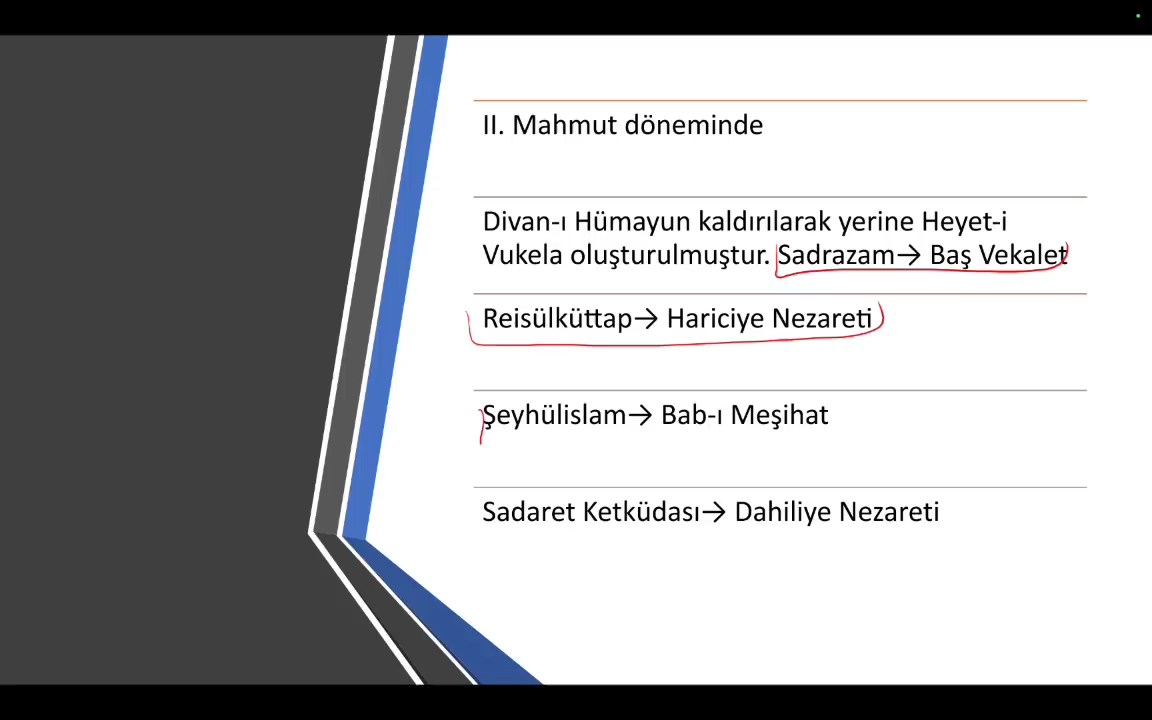 II. Mahmut döneminde
Divan-ı Hümayun kaldırılarak yerine Heyet-i
Vukela oluşturulmuştur. Sadrazam→ Baş Vekalet
Reisülküttap→ Hariciye Nezareti
Şeyhülislam→ Bab-ı Meşihat
Sadaret Ketküdası→ Dahiliye Nezareti